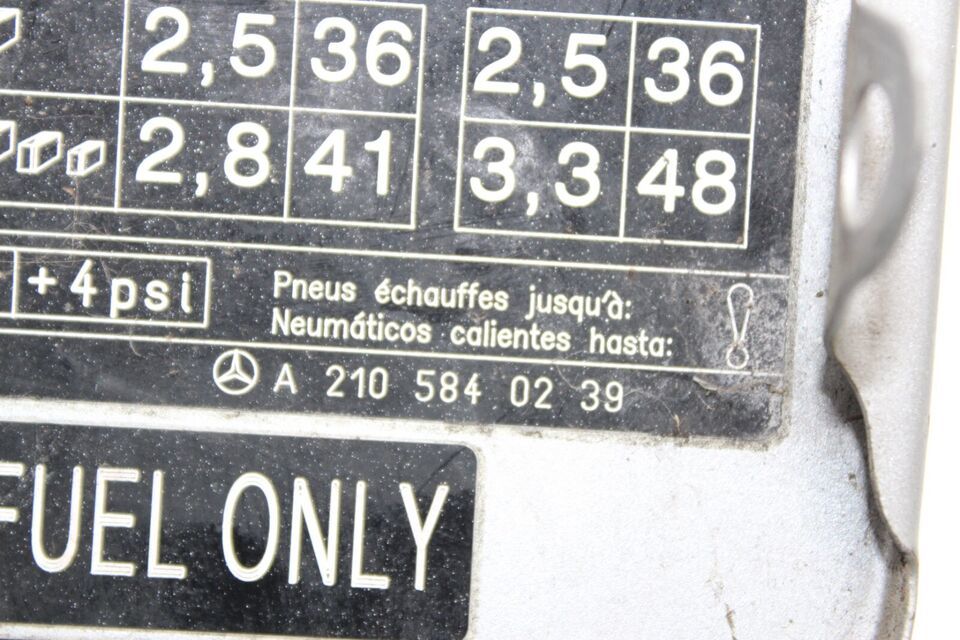 2,5 36 2,5 36
2,8 41 3,3 48
+4psi
Pneus échauffes jusqu'à:
Neumáticos calientes hasta:
A 210 584 02 39
FUEL ONLY